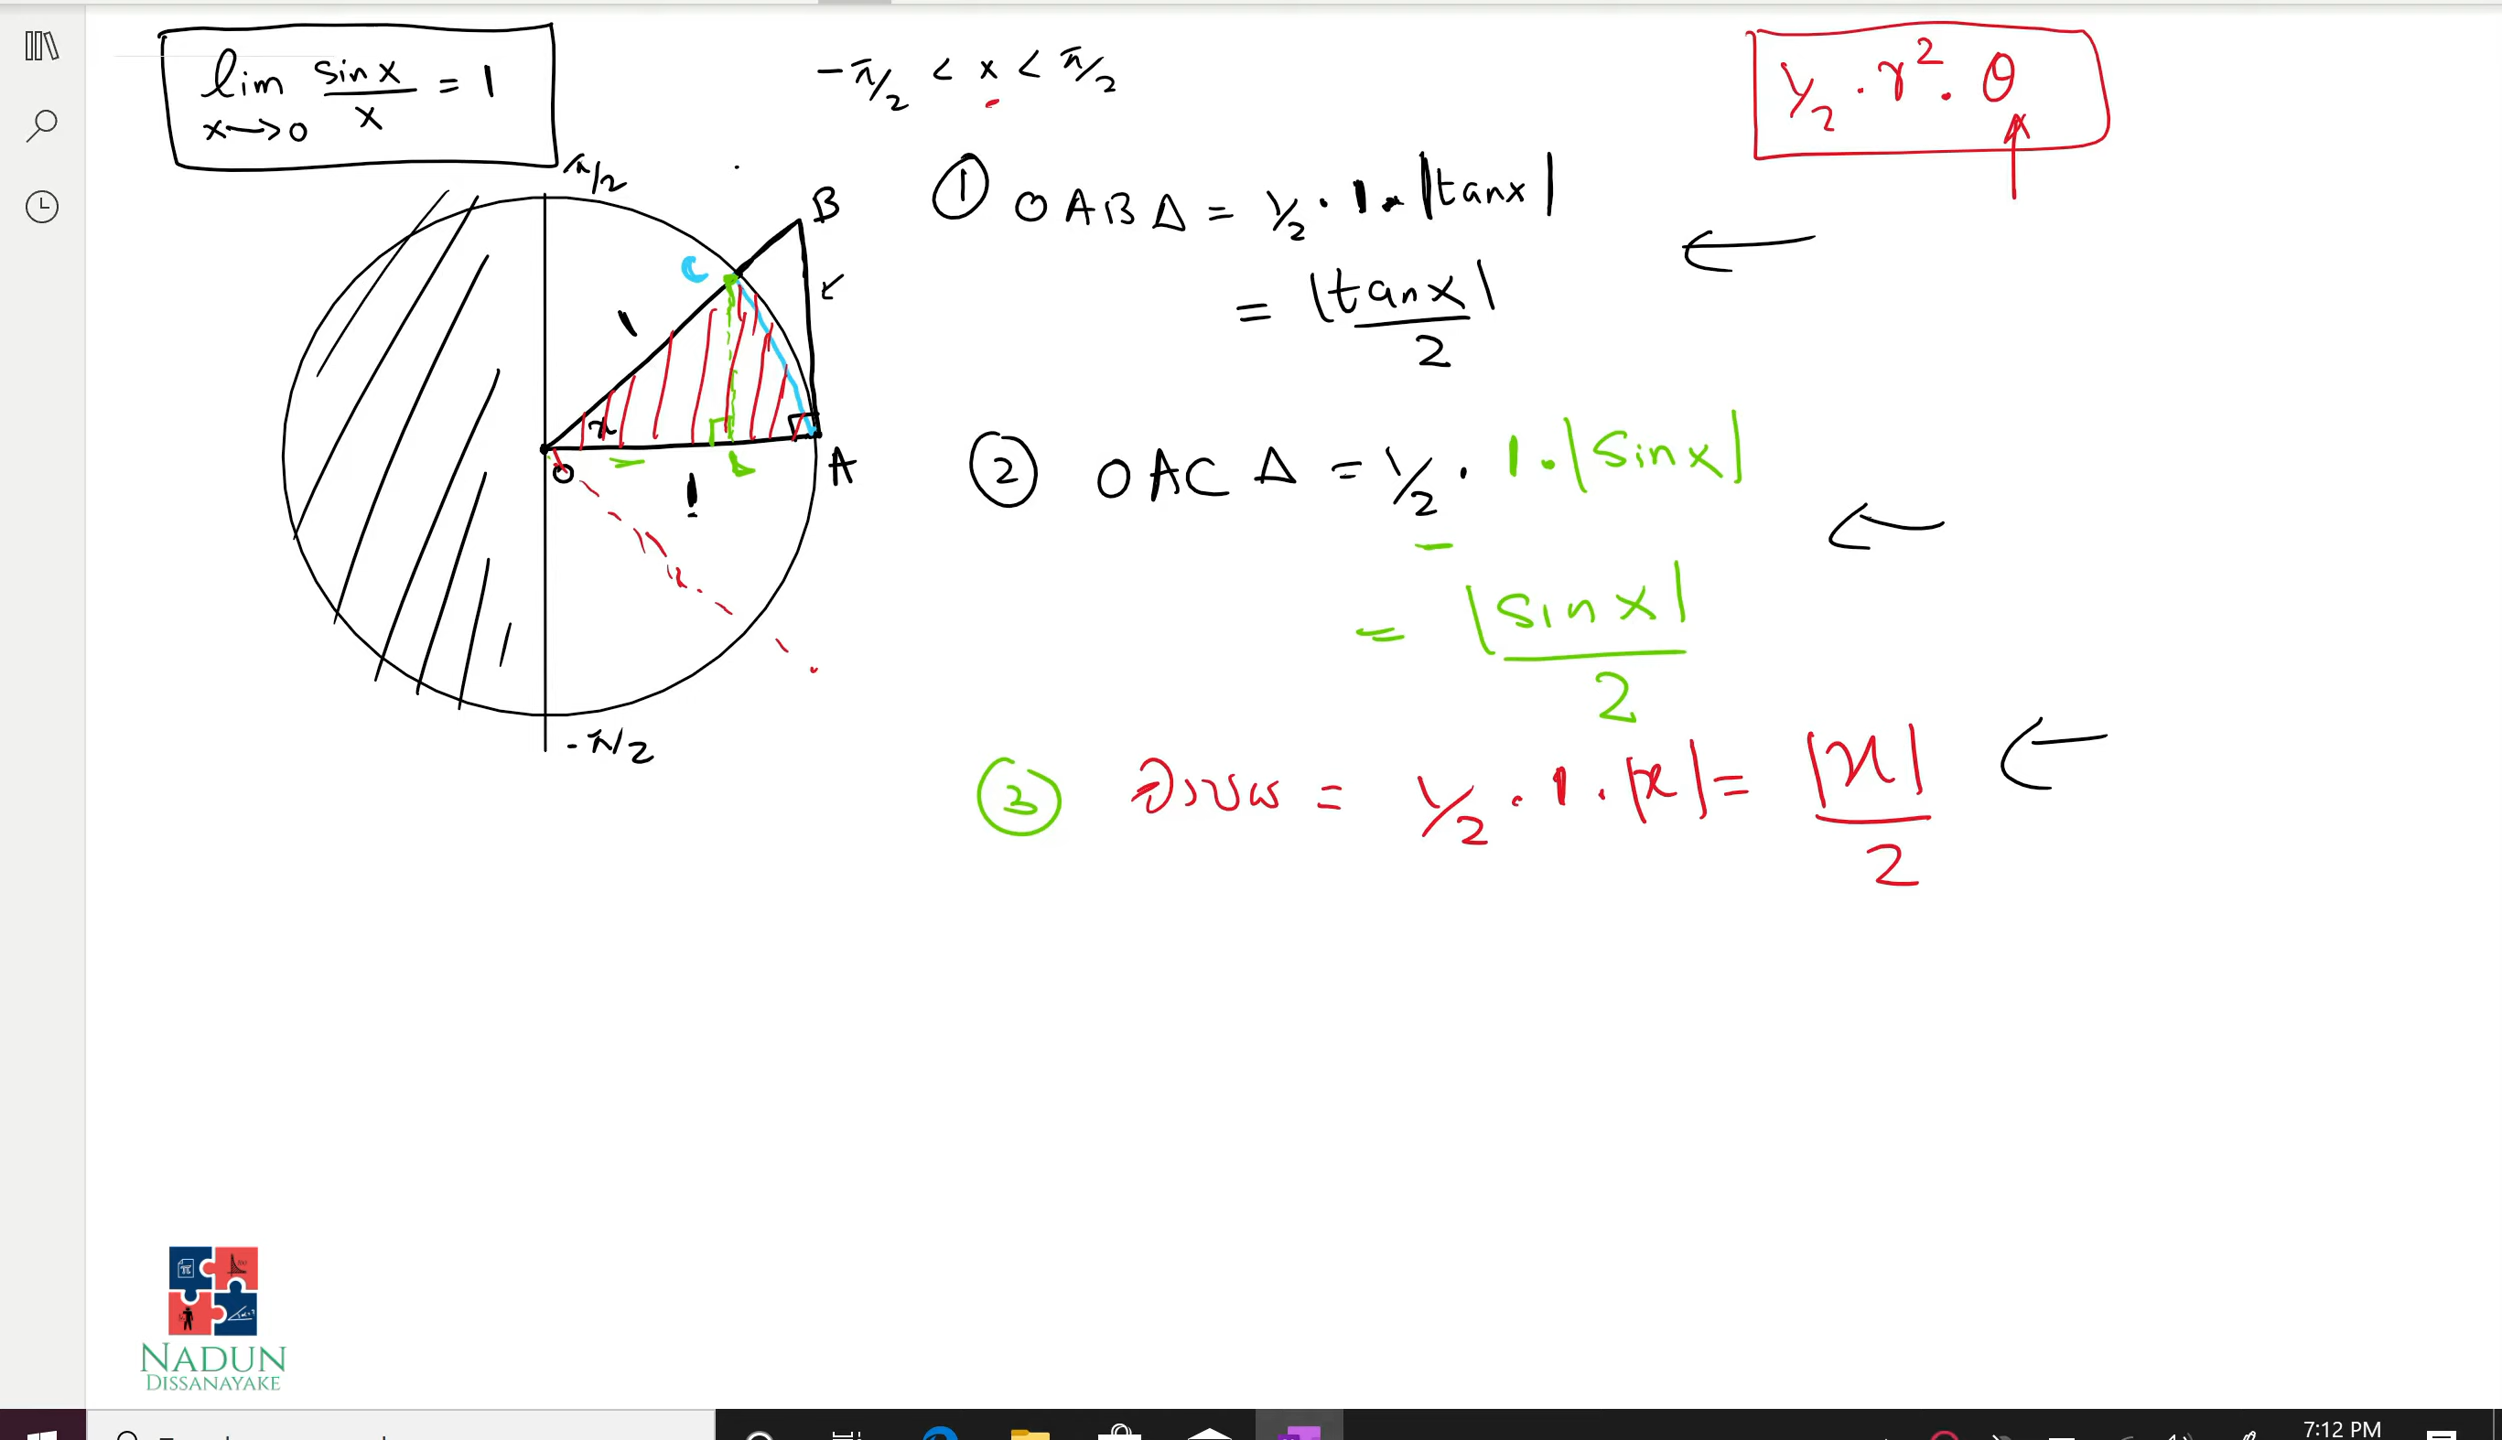 lim sin x / x = 1
x → 0
-π/2 < x < π/2
1/2 · r² · θ
π/2
B
C
1
x
O
1
A
-π/2
① OAB Δ = 1/2 · 1 · |tan x|
= |tan x| / 2
② OAC Δ = 1/2 · 1 · |sin x|
= |sin x| / 2
③ = 1/2 · 1 · |x| = |x| / 2
NADUN
DISSANAYAKE
7:12 PM